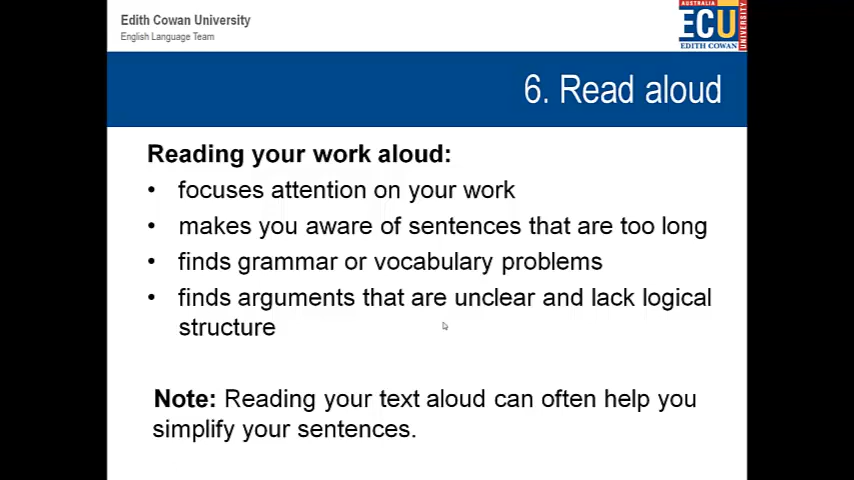 Edith Cowan University
English Language Team
AUSTRALIA
ECU
EDITH COWAN
UNIVERSITY
6. Read aloud
Reading your work aloud:
• focuses attention on your work
• makes you aware of sentences that are too long
• finds grammar or vocabulary problems
• finds arguments that are unclear and lack logical
structure
Note: Reading your text aloud can often help you
simplify your sentences.